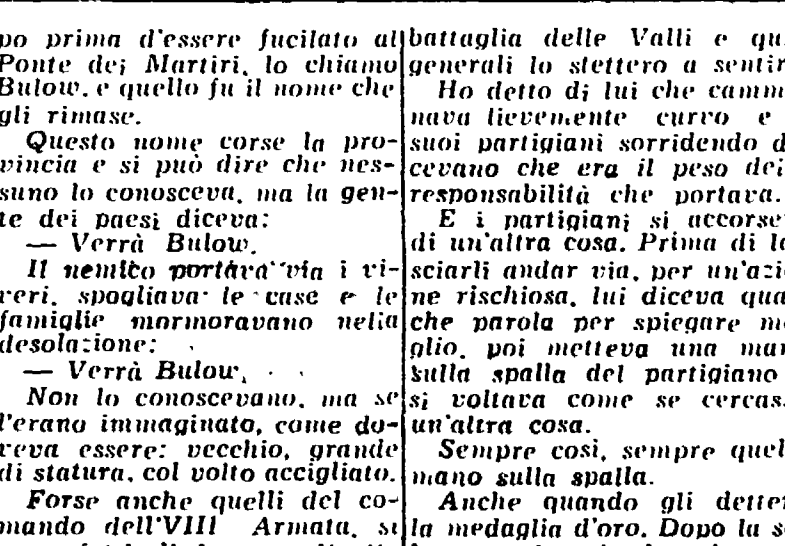 po prima d'essere fucilato al
Ponte dei Martiri, lo chiamo
Bulow, e quello fu il nome che
gli rimase.
Questo nome corse la pro-
vincia e si può dire che nes-
suno lo conosceva, ma la gen-
te dei paesi diceva:
— Verrà Bulow.
Il nemico portava via i vi-
veri, spogliava le case e le
famiglie mormoravano nella
desolazione:
— Verrà Bulow.
Non lo conoscevano, ma se
l'erano immaginato, come do-
veva essere: vecchio, grande
di statura, col volto accigliato.
Forse anche quelli del co-
mando dell'VIII Armata, si
battaglia delle Valli e qu
generali lo stettero a sentir
Ho detto di lui che camm
nava lievemente curvo e
suoi partigiani sorridendo d
cevano che era il peso dei
responsabilità che portava.
E i partigiani si accorse
di un'altra cosa. Prima di la
sciarli andar via, per un'azi
ne rischiosa, lui diceva qua
che parola per spiegare me
glio, poi metteva una man
sulla spalla del partigiano
si voltava come se cercas
un'altra cosa.
Sempre così, sempre quel
mano sulla spalla.
Anche quando gli dette
la medaglia d'oro. Dopo la s